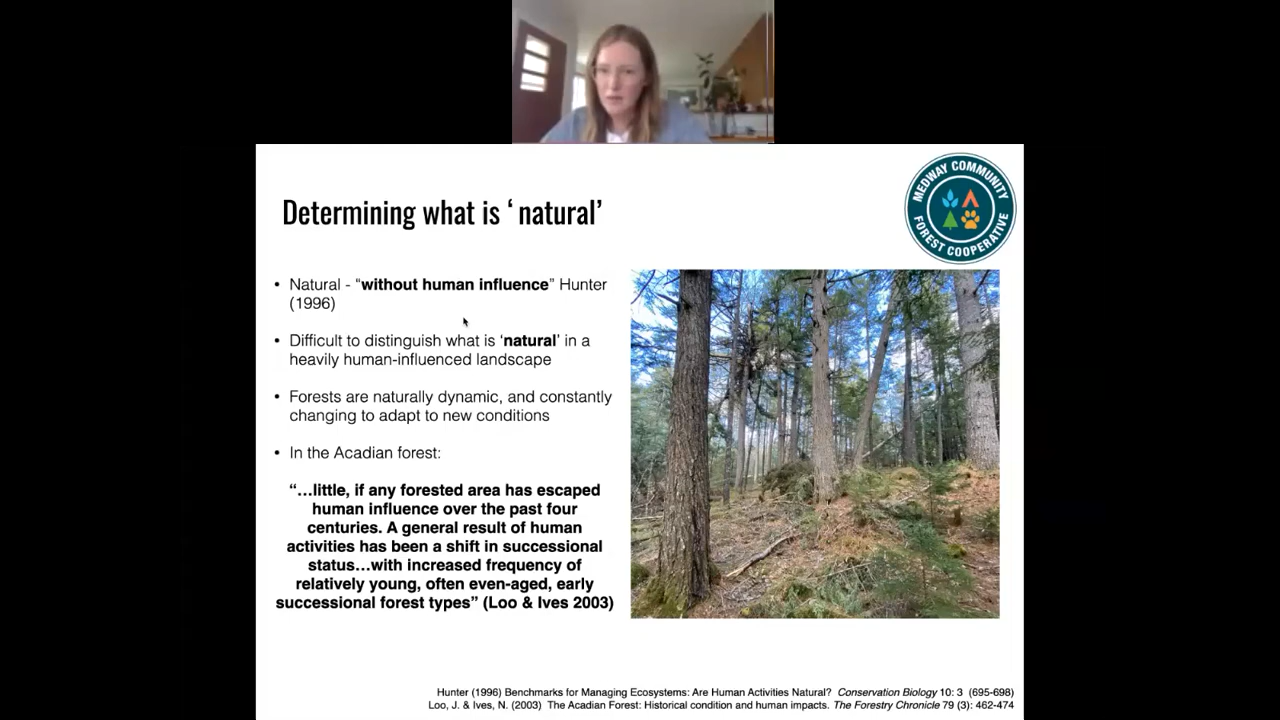 MEDWAY COMMUNITY
FOREST COOPERATIVE
Determining what is ‘ natural’
• Natural - “without human influence” Hunter
(1996)
• Difficult to distinguish what is ‘natural’ in a
heavily human-influenced landscape
• Forests are naturally dynamic, and constantly
changing to adapt to new conditions
• In the Acadian forest:
“…little, if any forested area has escaped
human influence over the past four
centuries. A general result of human
activities has been a shift in successional
status…with increased frequency of
relatively young, often even-aged, early
successional forest types” (Loo & Ives 2003)
Hunter (1996) Benchmarks for Managing Ecosystems: Are Human Activities Natural? Conservation Biology 10: 3 (695-698)
Loo, J. & Ives, N. (2003) The Acadian Forest: Historical condition and human impacts. The Forestry Chronicle 79 (3): 462-474